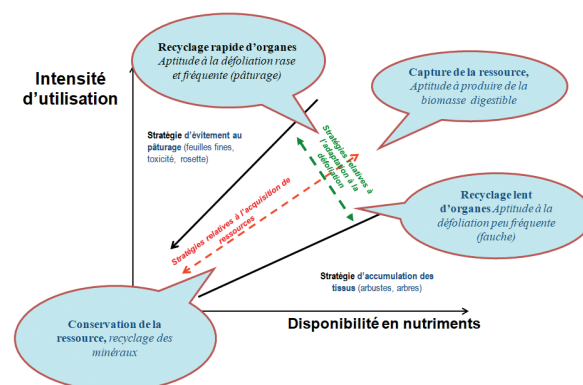 Recyclage rapide d'organes
Aptitude à la défoliation rase
et fréquente (pâturage)
Intensité
d'utilisation
Capture de la ressource,
Aptitude à produire de la
biomasse digestible
Stratégie d'évitement au
pâturage (feuilles fines,
toxicité, rosette)
Stratégies relatives à
l'adaptation à la
défoliation
Stratégies relatives à l'acquisition de
ressources
Recyclage lent
d'organes Aptitude à la
défoliation peu fréquente
(fauche)
Stratégie d'accumulation des
tissus (arbustes, arbres)
Conservation de la
ressource, recyclage des
minéraux
Disponibilité en nutriments